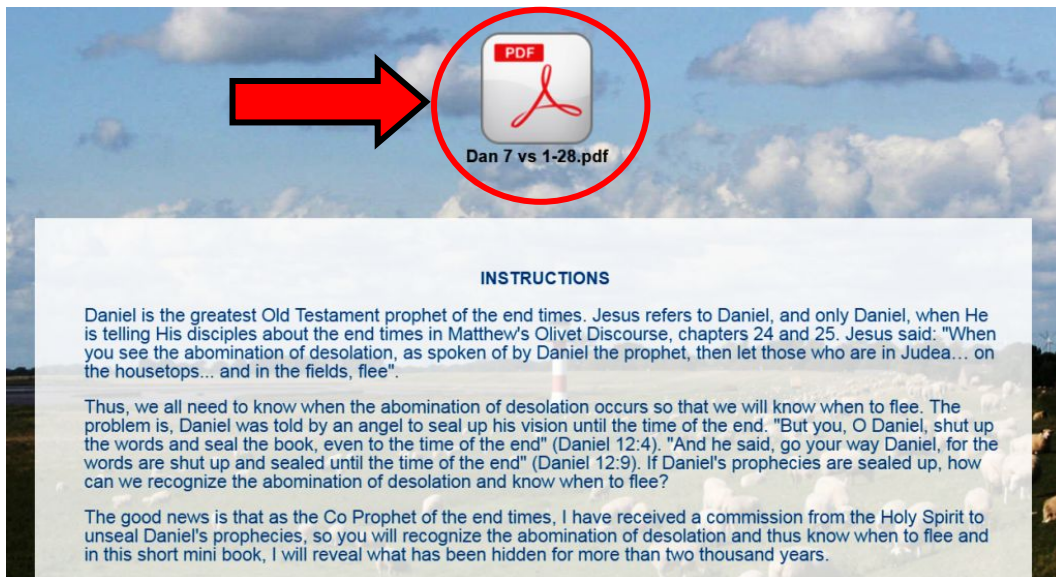 PDF
Dan 7 vs 1-28.pdf
INSTRUCTIONS
Daniel is the greatest Old Testament prophet of the end times. Jesus refers to Daniel, and only Daniel, when He
is telling His disciples about the end times in Matthew's Olivet Discourse, chapters 24 and 25. Jesus said: "When
you see the abomination of desolation, as spoken of by Daniel the prophet, then let those who are in Judea... on
the housetops... and in the fields, flee".
Thus, we all need to know when the abomination of desolation occurs so that we will know when to flee. The
problem is, Daniel was told by an angel to seal up his vision until the time of the end. "But you, O Daniel, shut up
the words and seal the book, even to the time of the end" (Daniel 12:4). "And he said, go your way Daniel, for the
words are shut up and sealed until the time of the end" (Daniel 12:9). If Daniel's prophecies are sealed up, how
can we recognize the abomination of desolation and know when to flee?
The good news is that as the Co Prophet of the end times, I have received a commission from the Holy Spirit to
unseal Daniel's prophecies, so you will recognize the abomination of desolation and thus know when to flee and
in this short mini book, I will reveal what has been hidden for more than two thousand years.